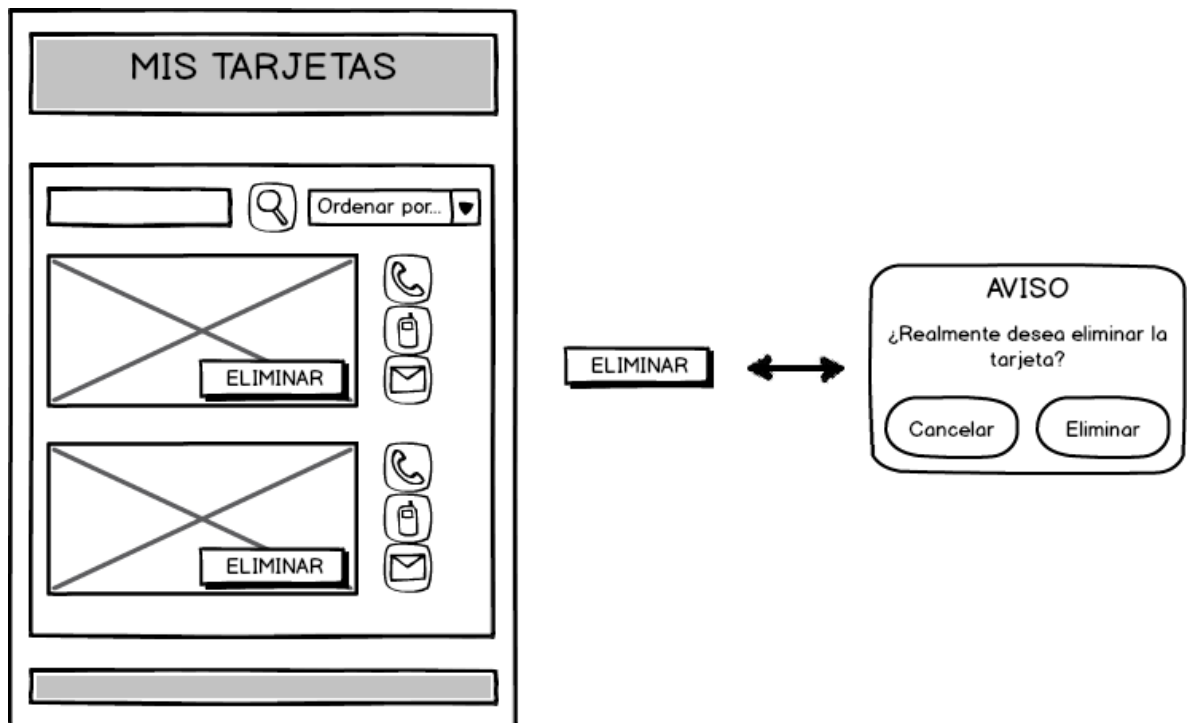 MIS TARJETAS
Ordenar por...
ELIMINAR
ELIMINAR
ELIMINAR
AVISO
¿Realmente desea eliminar la
tarjeta?
Cancelar
Eliminar